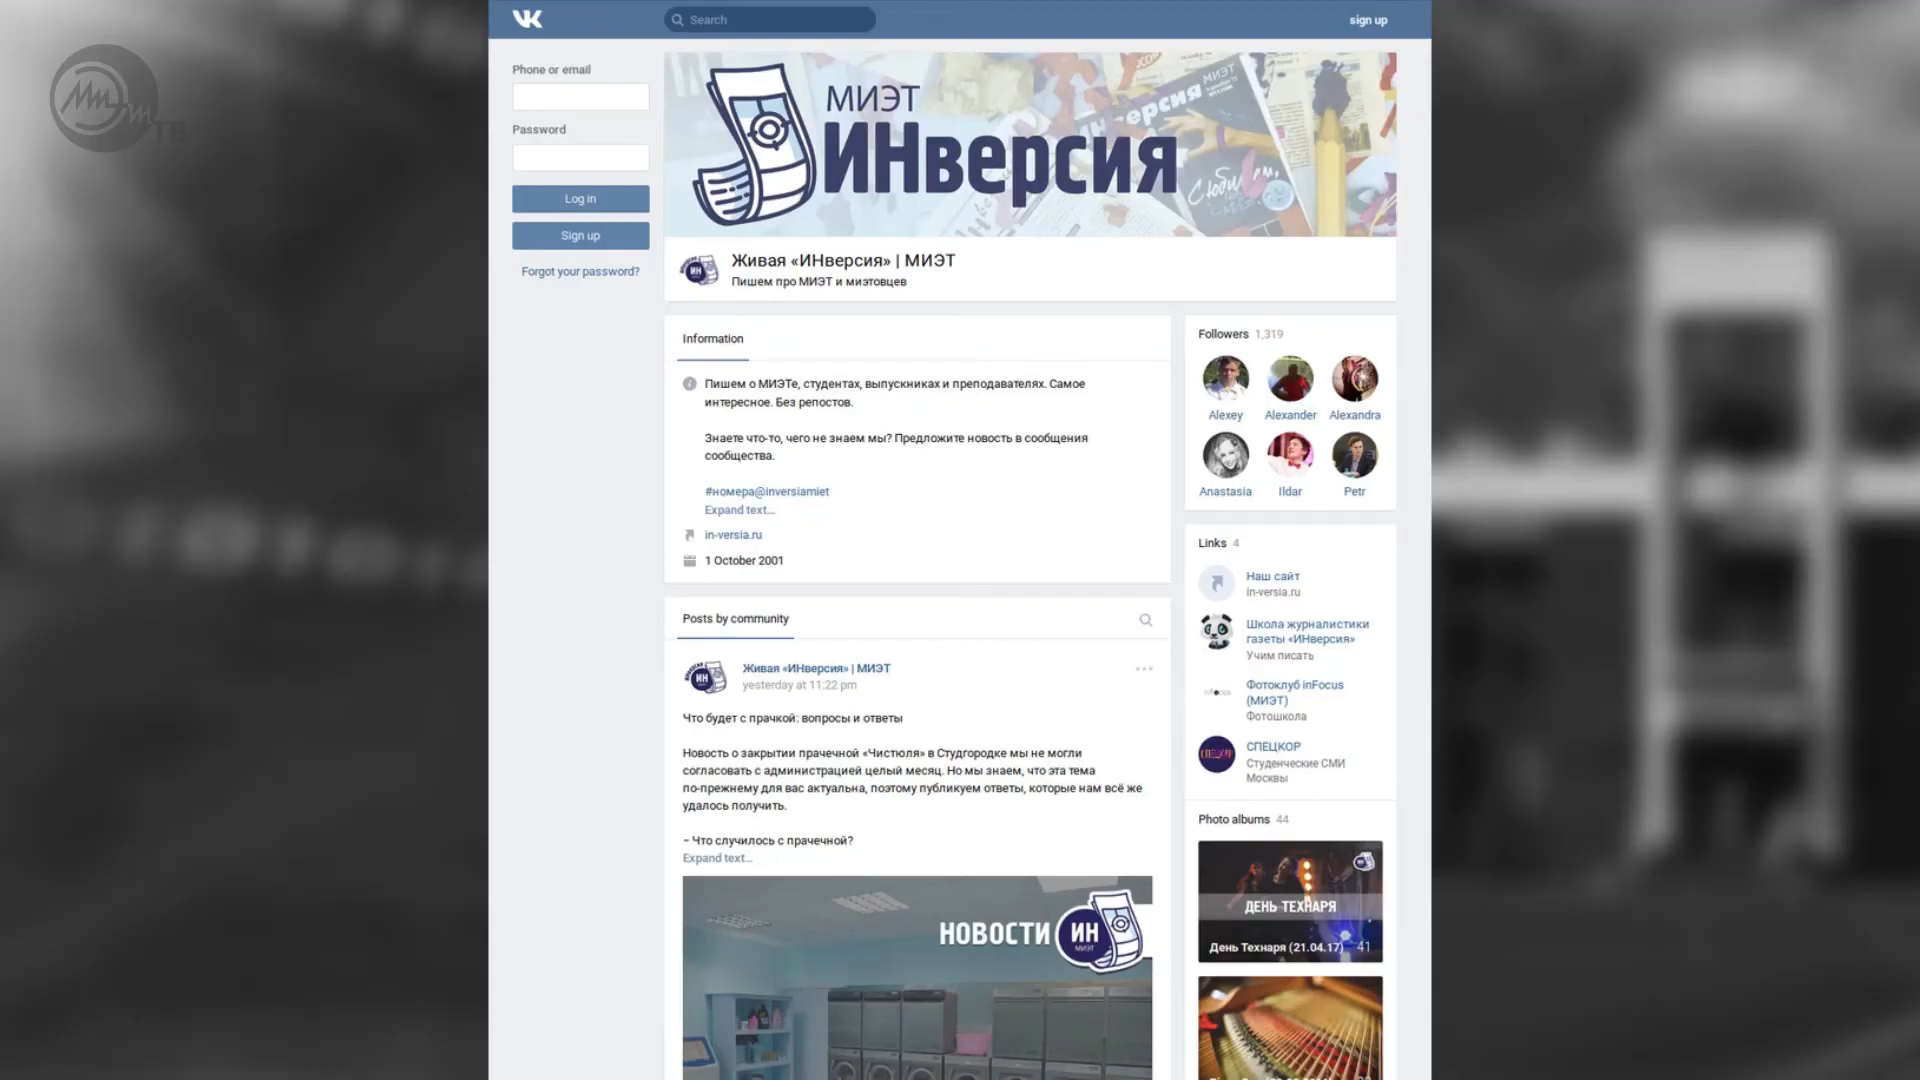 Search
sign up
МИЭТ
ТВ
Phone or email
Password
Log in
Sign up
Forgot your password?
МИЭТ
ИНверсия
Живая «ИНверсия» | МИЭТ
Пишем про МИЭТ и миэтовцев
Information
Пишем о МИЭТе, студентах, выпускниках и преподавателях. Самое
интересное. Без репостов.
Знаете что-то, чего не знаем мы? Предложите новость в сообщения
сообщества.
#номера@inversiamiet
Expand text...
in-versia.ru
1 October 2001
Posts by community
Живая «ИНверсия» | МИЭТ
yesterday at 11:22 pm
Что будет с прачкой: вопросы и ответы
Новость о закрытии прачечной «Чистюля» в Студгородке мы не могли
согласовать с администрацией целый месяц. Но мы знаем, что эта тема
по-прежнему для вас актуальна, поэтому публикуем ответы, которые нам всё же
удалось получить.
– Что случилось с прачечной?
Expand text...
НОВОСТИ
ИН
МИЭТ
Followers 1,319
Alexey Alexander Alexandra
Anastasia Ildar Petr
Links 4
Наш сайт
in-versia.ru
Школа журналистики
газеты «ИНверсия»
Учим писать
Фотоклуб inFocus
(МИЭТ)
Фотошкола
СПЕЦКОР
Студенческие СМИ
Москвы
Photo albums 44
ДЕНЬ ТЕХНАРЯ
День Технаря (21.04.17) 41